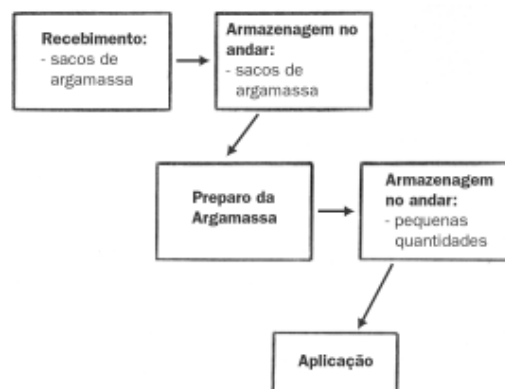 Recebimento:
- sacos de
argamassa
Armazenagem no
andar:
- sacos de
argamassa
Preparo da
Argamassa
Armazenagem
no andar:
- pequenas
quantidades
Aplicação